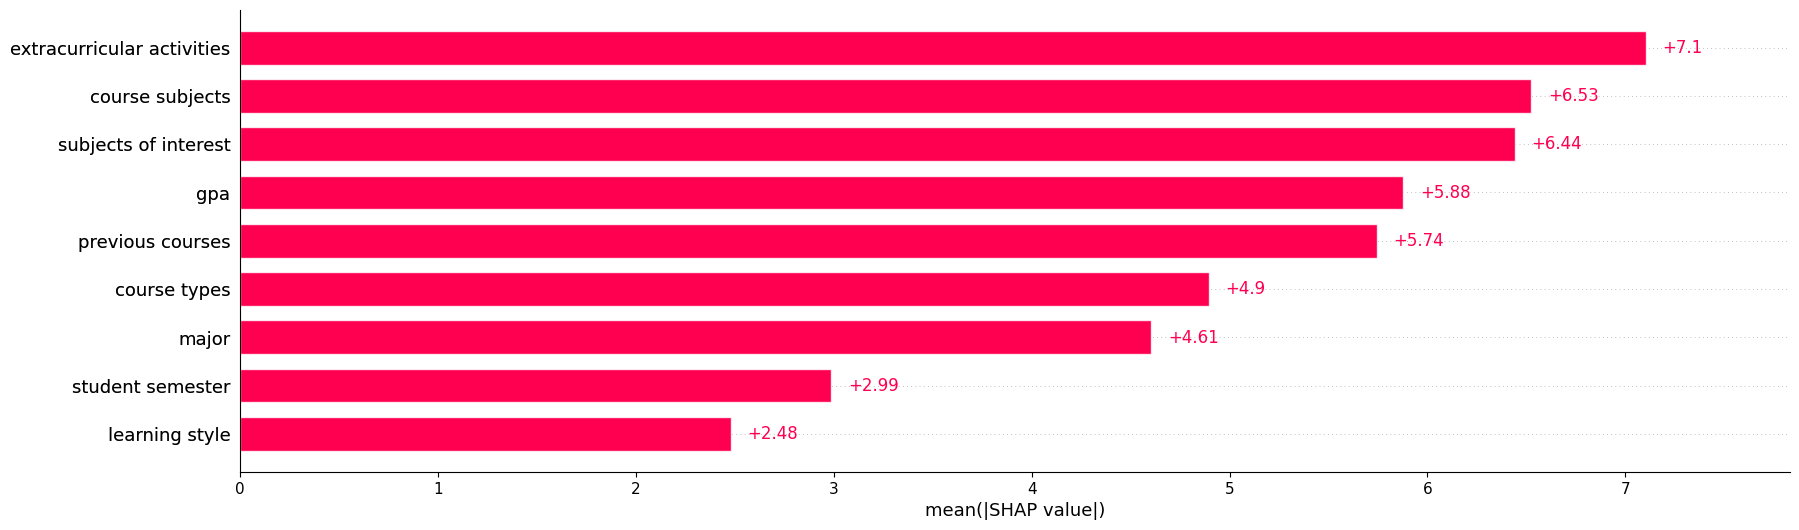 extracurricular activities +7.1
course subjects +6.53
subjects of interest +6.44
gpa +5.88
previous courses +5.74
course types +4.9
major +4.61
student semester +2.99
learning style +2.48
0 1 2 3 4 5 6 7
mean(|SHAP value|)